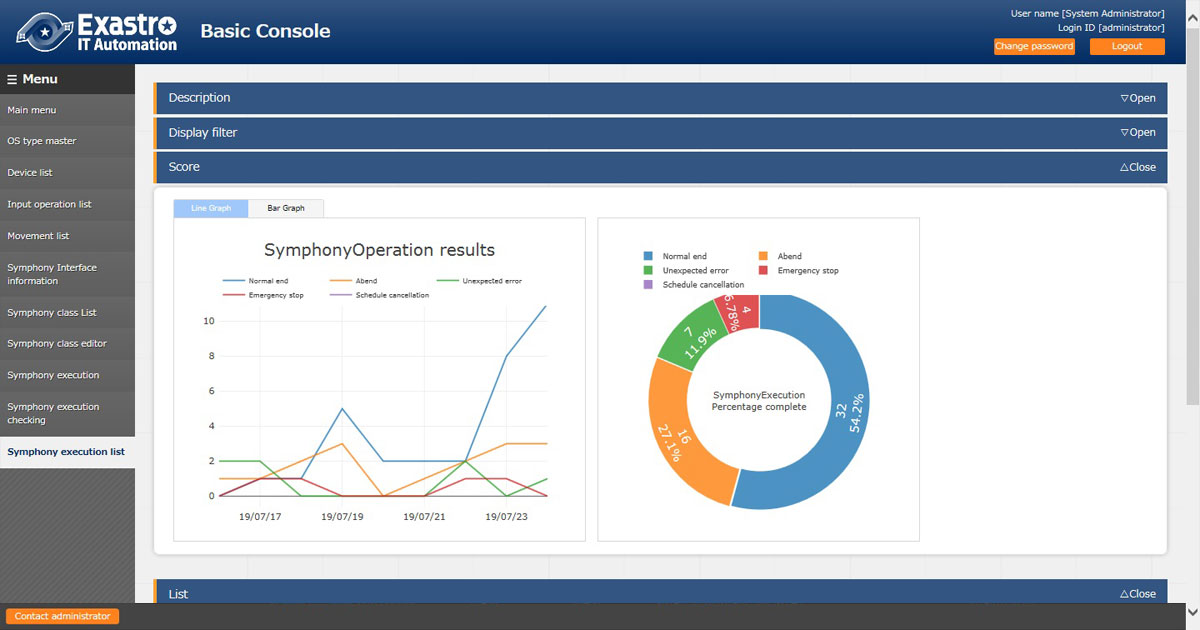 Exastro
IT Automation
Basic Console
User name [System Administrator]
Login ID [administrator]
Change password
Logout
☰ Menu
Main menu
OS type master
Device list
Input operation list
Movement list
Symphony Interface
information
Symphony class List
Symphony class editor
Symphony execution
Symphony execution
checking
Symphony execution list
Contact administrator
Description
▽Open
Display filter
▽Open
Score
△Close
Line Graph
Bar Graph
SymphonyOperation results
Normal end
Abend
Unexpected error
Emergency stop
Schedule cancellation
10
8
6
4
2
0
19/07/17
19/07/19
19/07/21
19/07/23
Normal end
Abend
Unexpected error
Emergency stop
Schedule cancellation
4
6.78%
7
11.9%
16
27.1%
32
54.2%
SymphonyExecution
Percentage complete
List
△Close